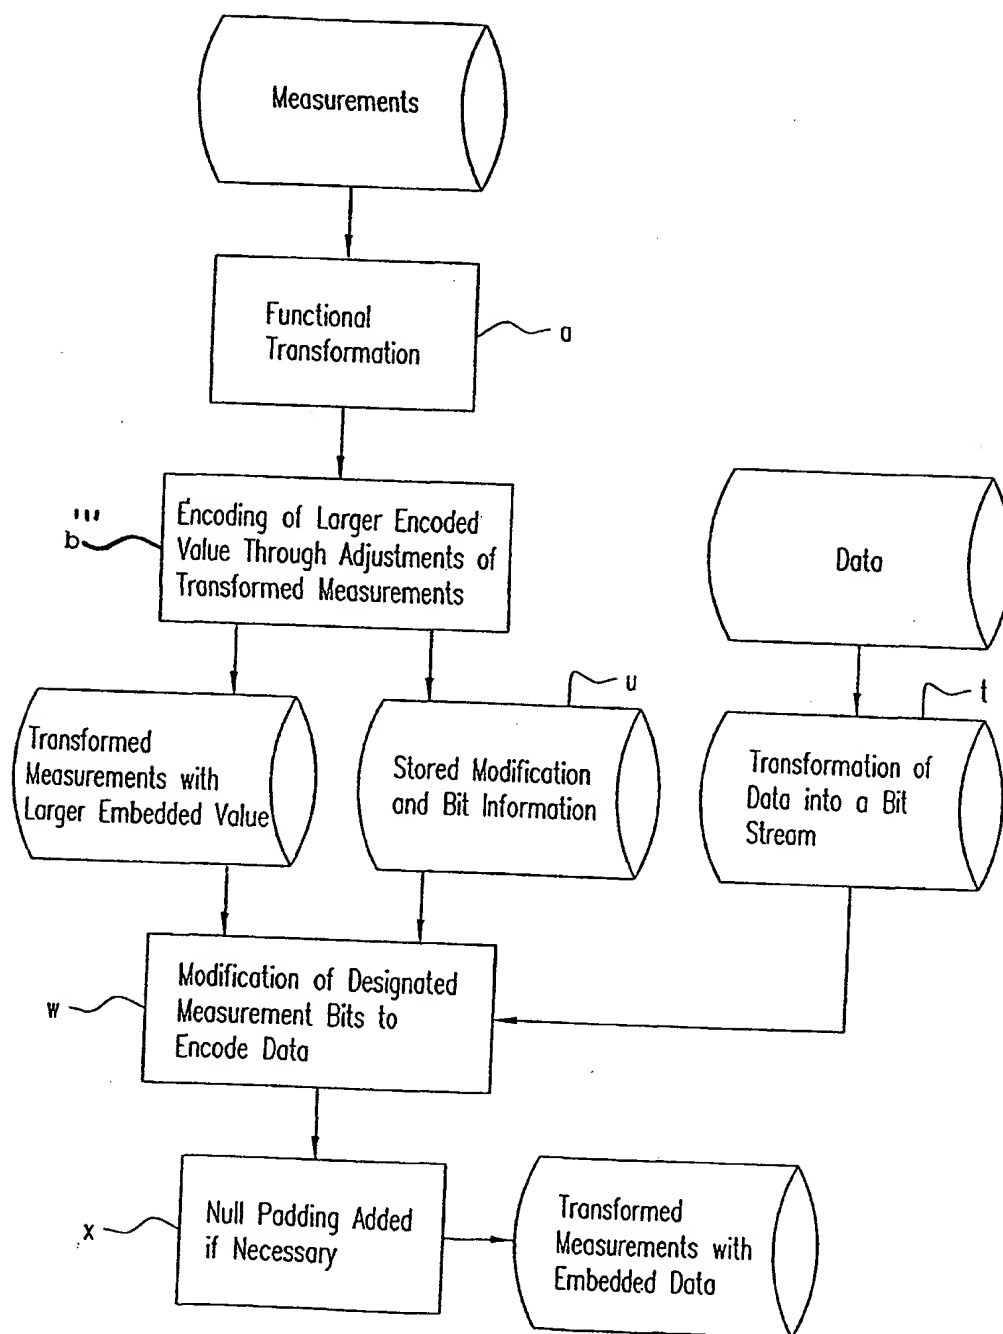 Measurements
Functional
Transformation
a
b'''
Encoding of Larger Encoded
Value Through Adjustments of
Transformed Measurements
Data
u
t
Transformed
Measurements with
Larger Embedded Value
Stored Modification
and Bit Information
Transformation of
Data into a Bit
Stream
w
Modification of Designated
Measurement Bits to
Encode Data
x
Null Padding Added
if Necessary
Transformed
Measurements with
Embedded Data